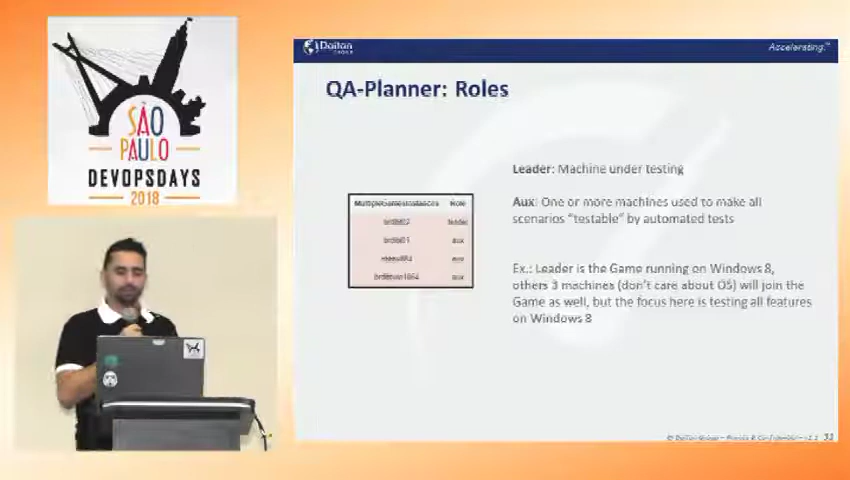 SÃO
PAULO
DEVOPSDAYS
2018
Daitan
GROUP
Accelerating.™
QA-Planner: Roles
Leader: Machine under testing
Aux: One or more machines used to make all
scenarios "testable" by automated tests
Role
leader
aux
aux
aux
Ex.: Leader is the Game running on Windows 8,
others 3 machines (don't care about OS) will join the
Game as well, but the focus here is testing all features
on Windows 8